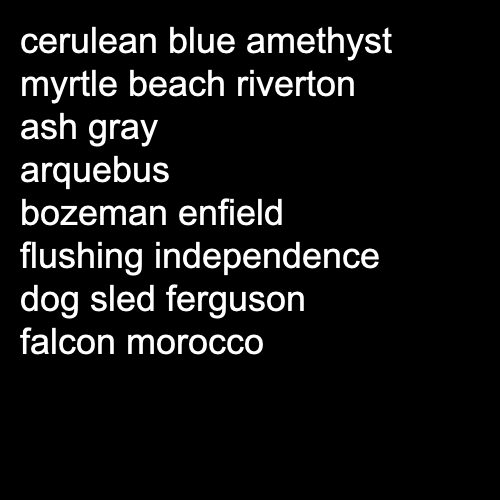 cerulean blue amethyst
myrtle beach riverton
ash gray
arquebus
bozeman enfield
flushing independence
dog sled ferguson
falcon morocco